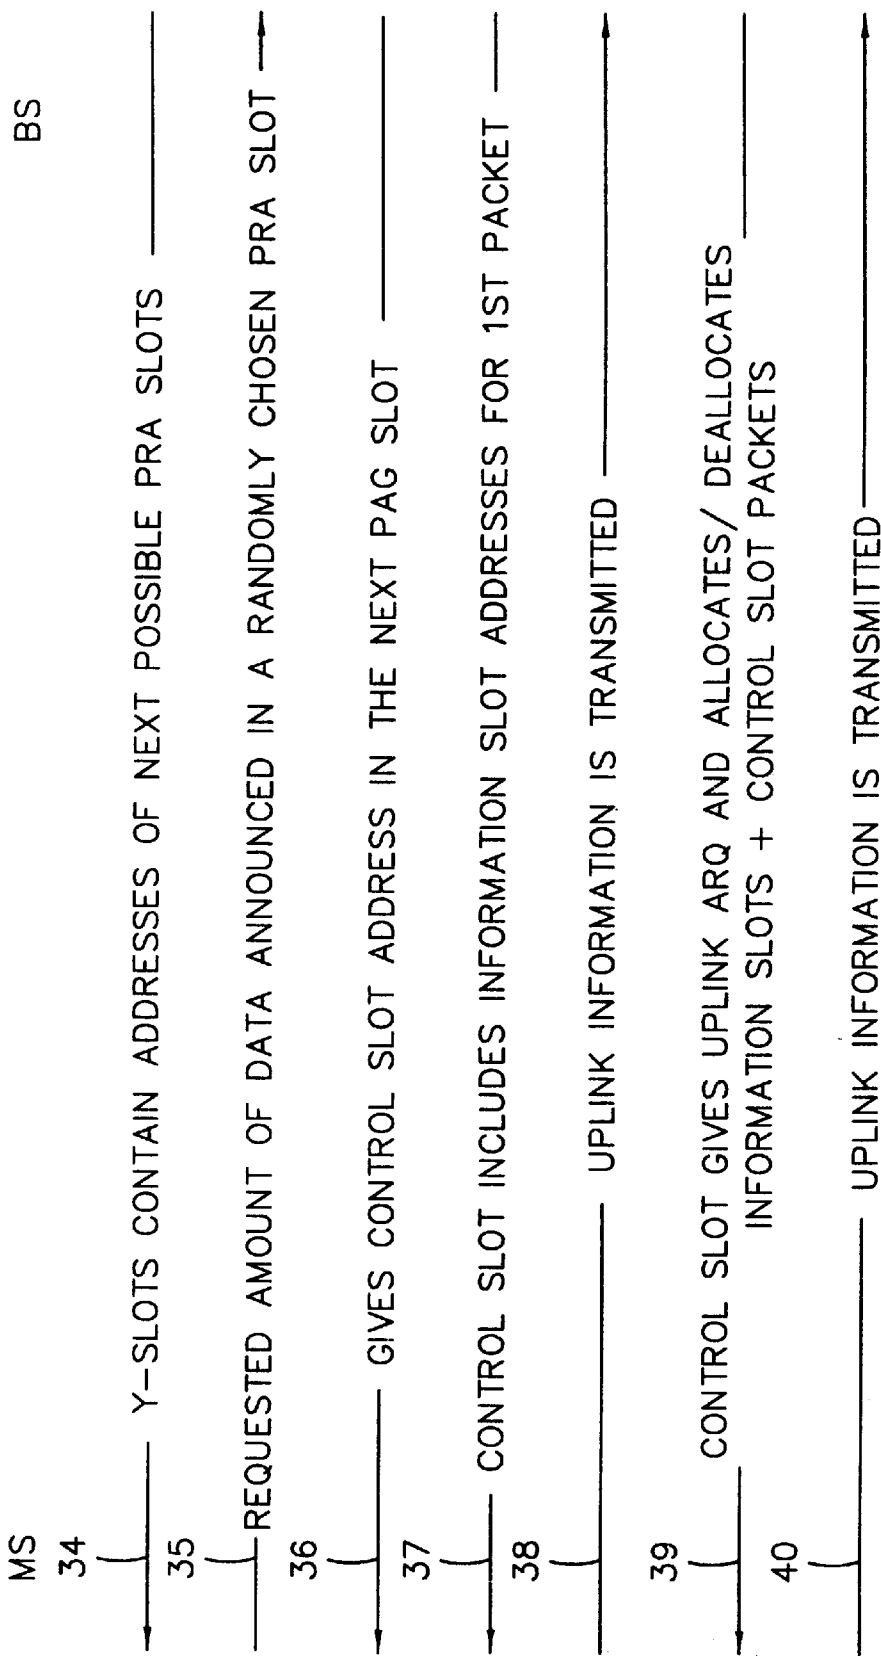 MS BS
34
Y-SLOTS CONTAIN ADDRESSES OF NEXT POSSIBLE PRA SLOTS
35
REQUESTED AMOUNT OF DATA ANNOUNCED IN A RANDOMLY CHOSEN PRA SLOT
36
GIVES CONTROL SLOT ADDRESS IN THE NEXT PAG SLOT
37
CONTROL SLOT INCLUDES INFORMATION SLOT ADDRESSES FOR 1ST PACKET
38
UPLINK INFORMATION IS TRANSMITTED
39
CONTROL SLOT GIVES UPLINK ARQ AND ALLOCATES/ DEALLOCATES
INFORMATION SLOTS + CONTROL SLOT PACKETS
40
UPLINK INFORMATION IS TRANSMITTED